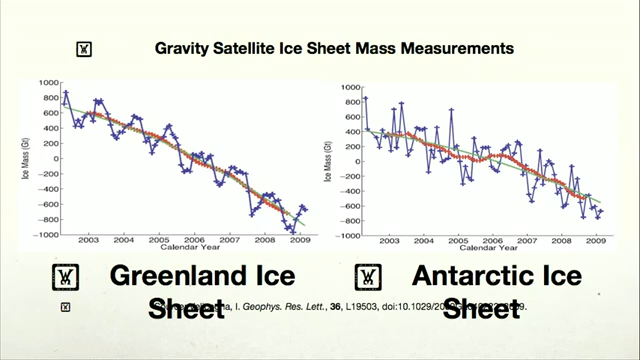 Gravity Satellite Ice Sheet Mass Measurements
1000
800
600
400
200
0
−200
−400
−600
−800
−1000
Ice Mass (Gt)
2003 2004 2005 2006 2007 2008 2009
Calendar Year
1000
800
600
400
200
0
−200
−400
−600
−800
−1000
Ice Mass (Gt)
2003 2004 2005 2006 2007 2008 2009
Calendar Year
Greenland Ice
Sheet
Antarctic Ice
Sheet
I. Geophys. Res. Lett., 36, L19503, doi:10.1029/